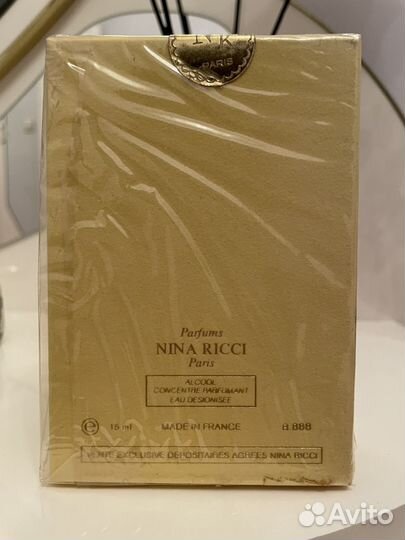 NR
PARIS
Parfums
NINA RICCI
Paris
ALCOOL
CONCENTRE PARFUMANT
EAU DESIONISEE
e 15 ml MADE IN FRANCE 8.888
VENTE EXCLUSIVE DEPOSITAIRES AGREES NINA RICCI
Avito